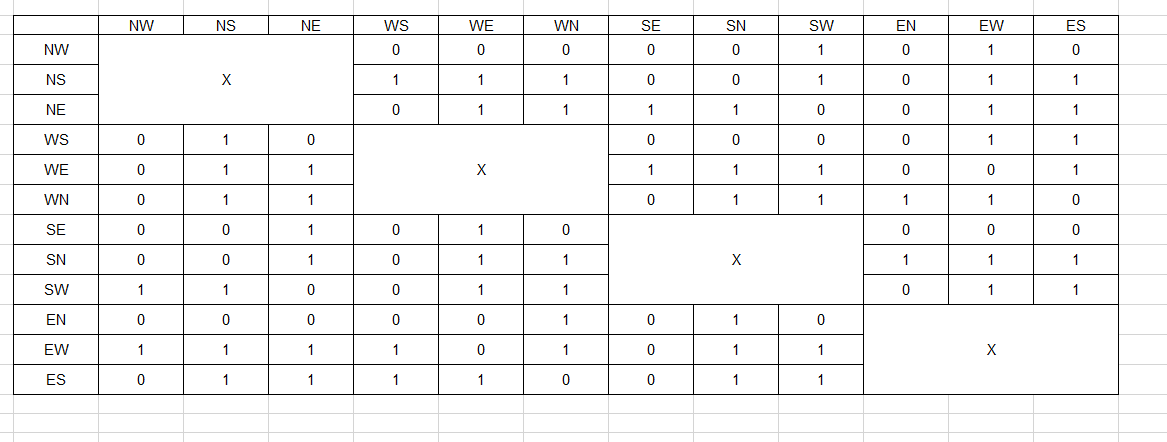 NW NS NE WS WE WN SE SN SW EN EW ES
NW 0 0 0 0 0 1 0 1 0
NS X 1 1 1 0 0 1 0 1 1
NE 0 1 1 1 1 0 0 1 1
WS 0 1 0 0 0 0 0 1 1
WE 0 1 1 X 1 1 1 0 0 1
WN 0 1 1 0 1 1 1 1 0
SE 0 0 1 0 1 0 0 0 0
SN 0 0 1 0 1 1 X 1 1 1
SW 1 1 0 0 1 1 0 1 1
EN 0 0 0 0 0 1 0 1 0
EW 1 1 1 1 0 1 0 1 1 X
ES 0 1 1 1 1 0 0 1 1